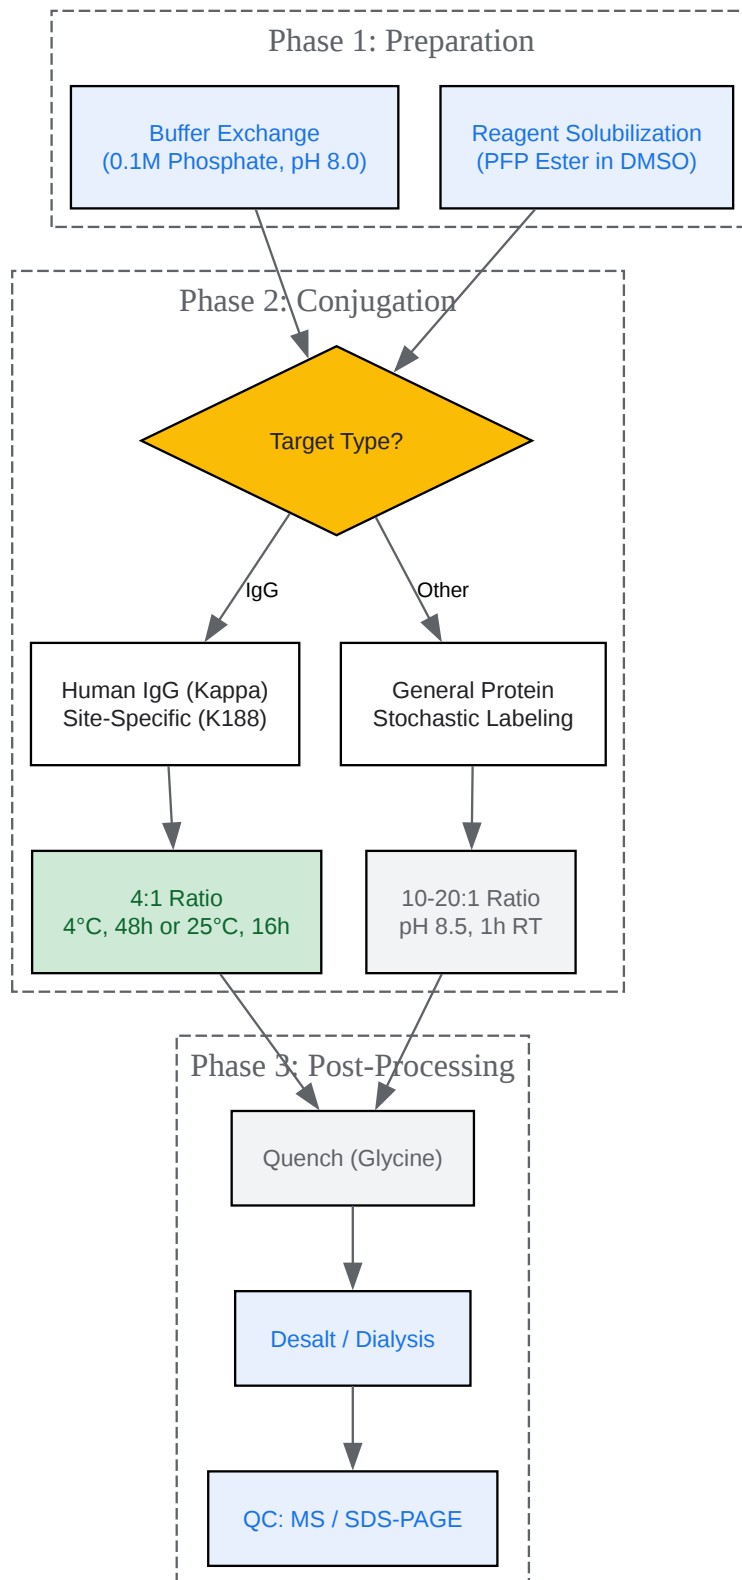 Phase 1: Preparation
Buffer Exchange
(0.1M Phosphate, pH 8.0)
Reagent Solubilization
(PFP Ester in DMSO)
Phase 2: Conjugation
Target Type?
IgG
Other
Human IgG (Kappa)
Site-Specific (K188)
General Protein
Stochastic Labeling
4:1 Ratio
4°C, 48h or 25°C, 16h
10-20:1 Ratio
pH 8.5, 1h RT
Phase 3: Post-Processing
Quench (Glycine)
Desalt / Dialysis
QC: MS / SDS-PAGE